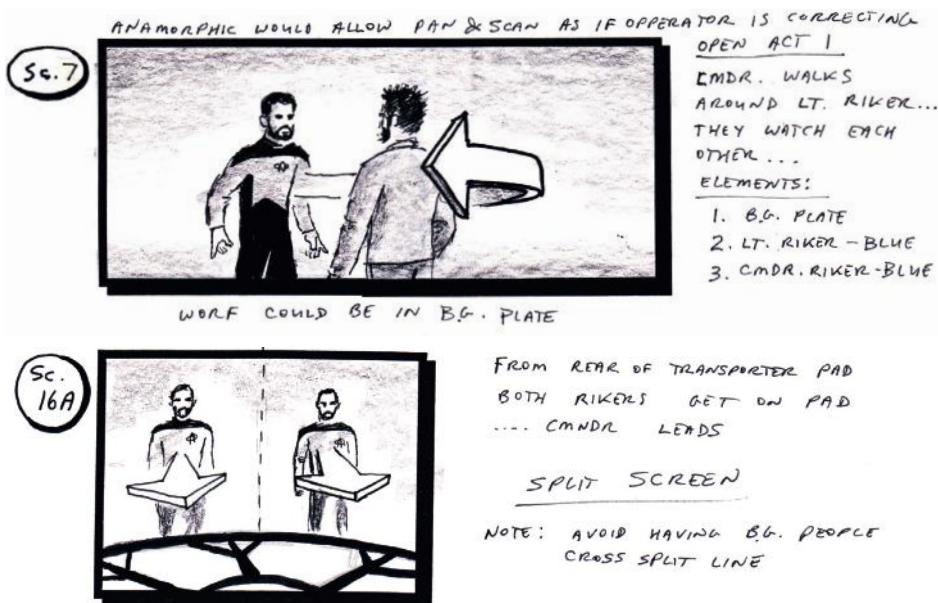 ANAMORPHIC WOULD ALLOW PAN & SCAN AS IF OPPERATOR IS CORRECTING
Sc. 7
OPEN ACT 1
CMDR. WALKS
AROUND LT. RIKER...
THEY WATCH EACH
OTHER...
ELEMENTS:
1. B.G. PLATE
2. LT. RIKER - BLUE
3. CMDR. RIKER-BLUE
WORF COULD BE IN B.G. PLATE
Sc.
16A
FROM REAR OF TRANSPORTER PAD
BOTH RIKERS GET ON PAD
.... CMNDR LEADS
SPLIT SCREEN
NOTE: AVOID HAVING B.G. PEOPLE
CROSS SPLIT LINE